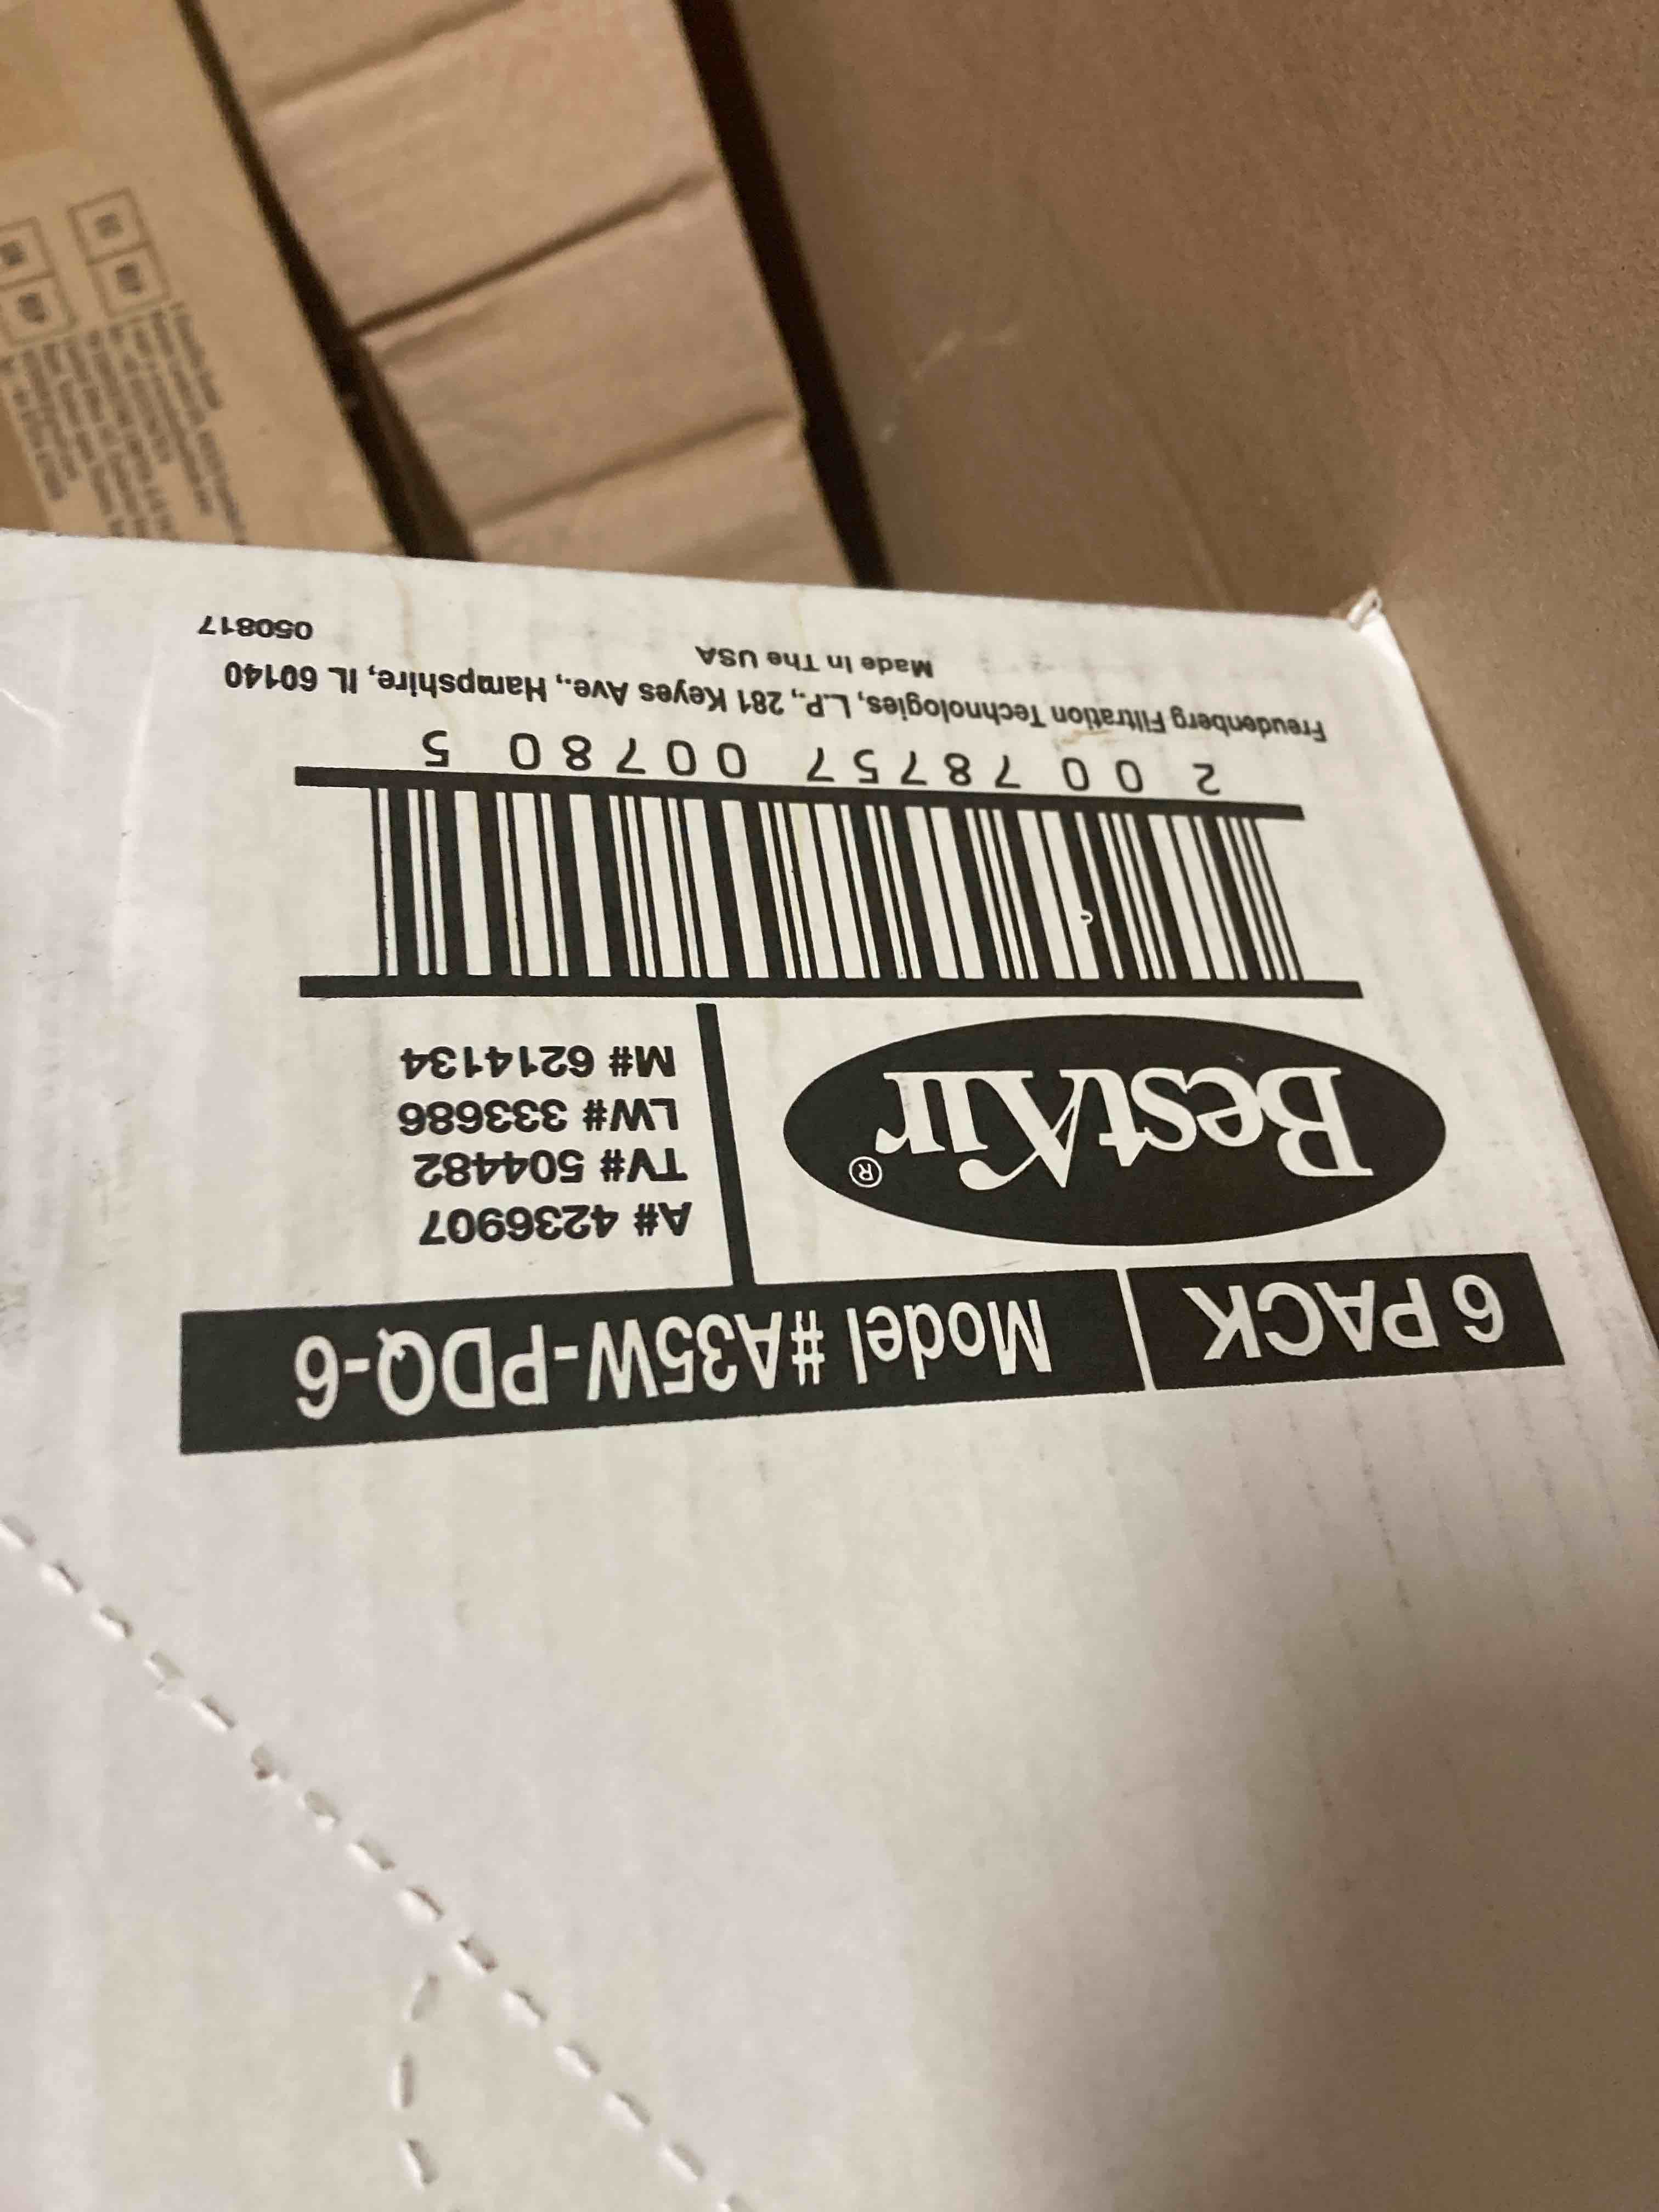 6 PACK
Model #A35W-PDQ-6
BestAir®
A# 4236907
TV# 504482
LW# 333686
M# 6214134
2 00 78757 00780 5
Freudenberg Filtration Technologies, L.P., 281 Keyes Ave., Hampshire, IL 60140
Made In The USA
050817